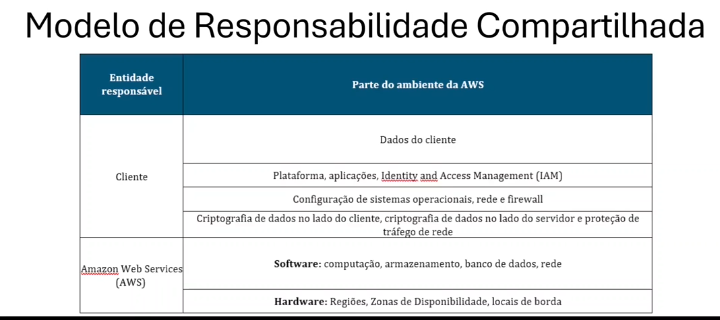 Modelo de Responsabilidade Compartilhada
Entidade
responsável
Parte do ambiente da AWS
Cliente
Dados do cliente
Plataforma, aplicações, Identity and Access Management (IAM)
Configuração de sistemas operacionais, rede e firewall
Criptografia de dados no lado do cliente, criptografia de dados no lado do servidor e proteção de
tráfego de rede
Amazon Web Services
(AWS)
Software: computação, armazenamento, banco de dados, rede
Hardware: Regiões, Zonas de Disponibilidade, locais de borda